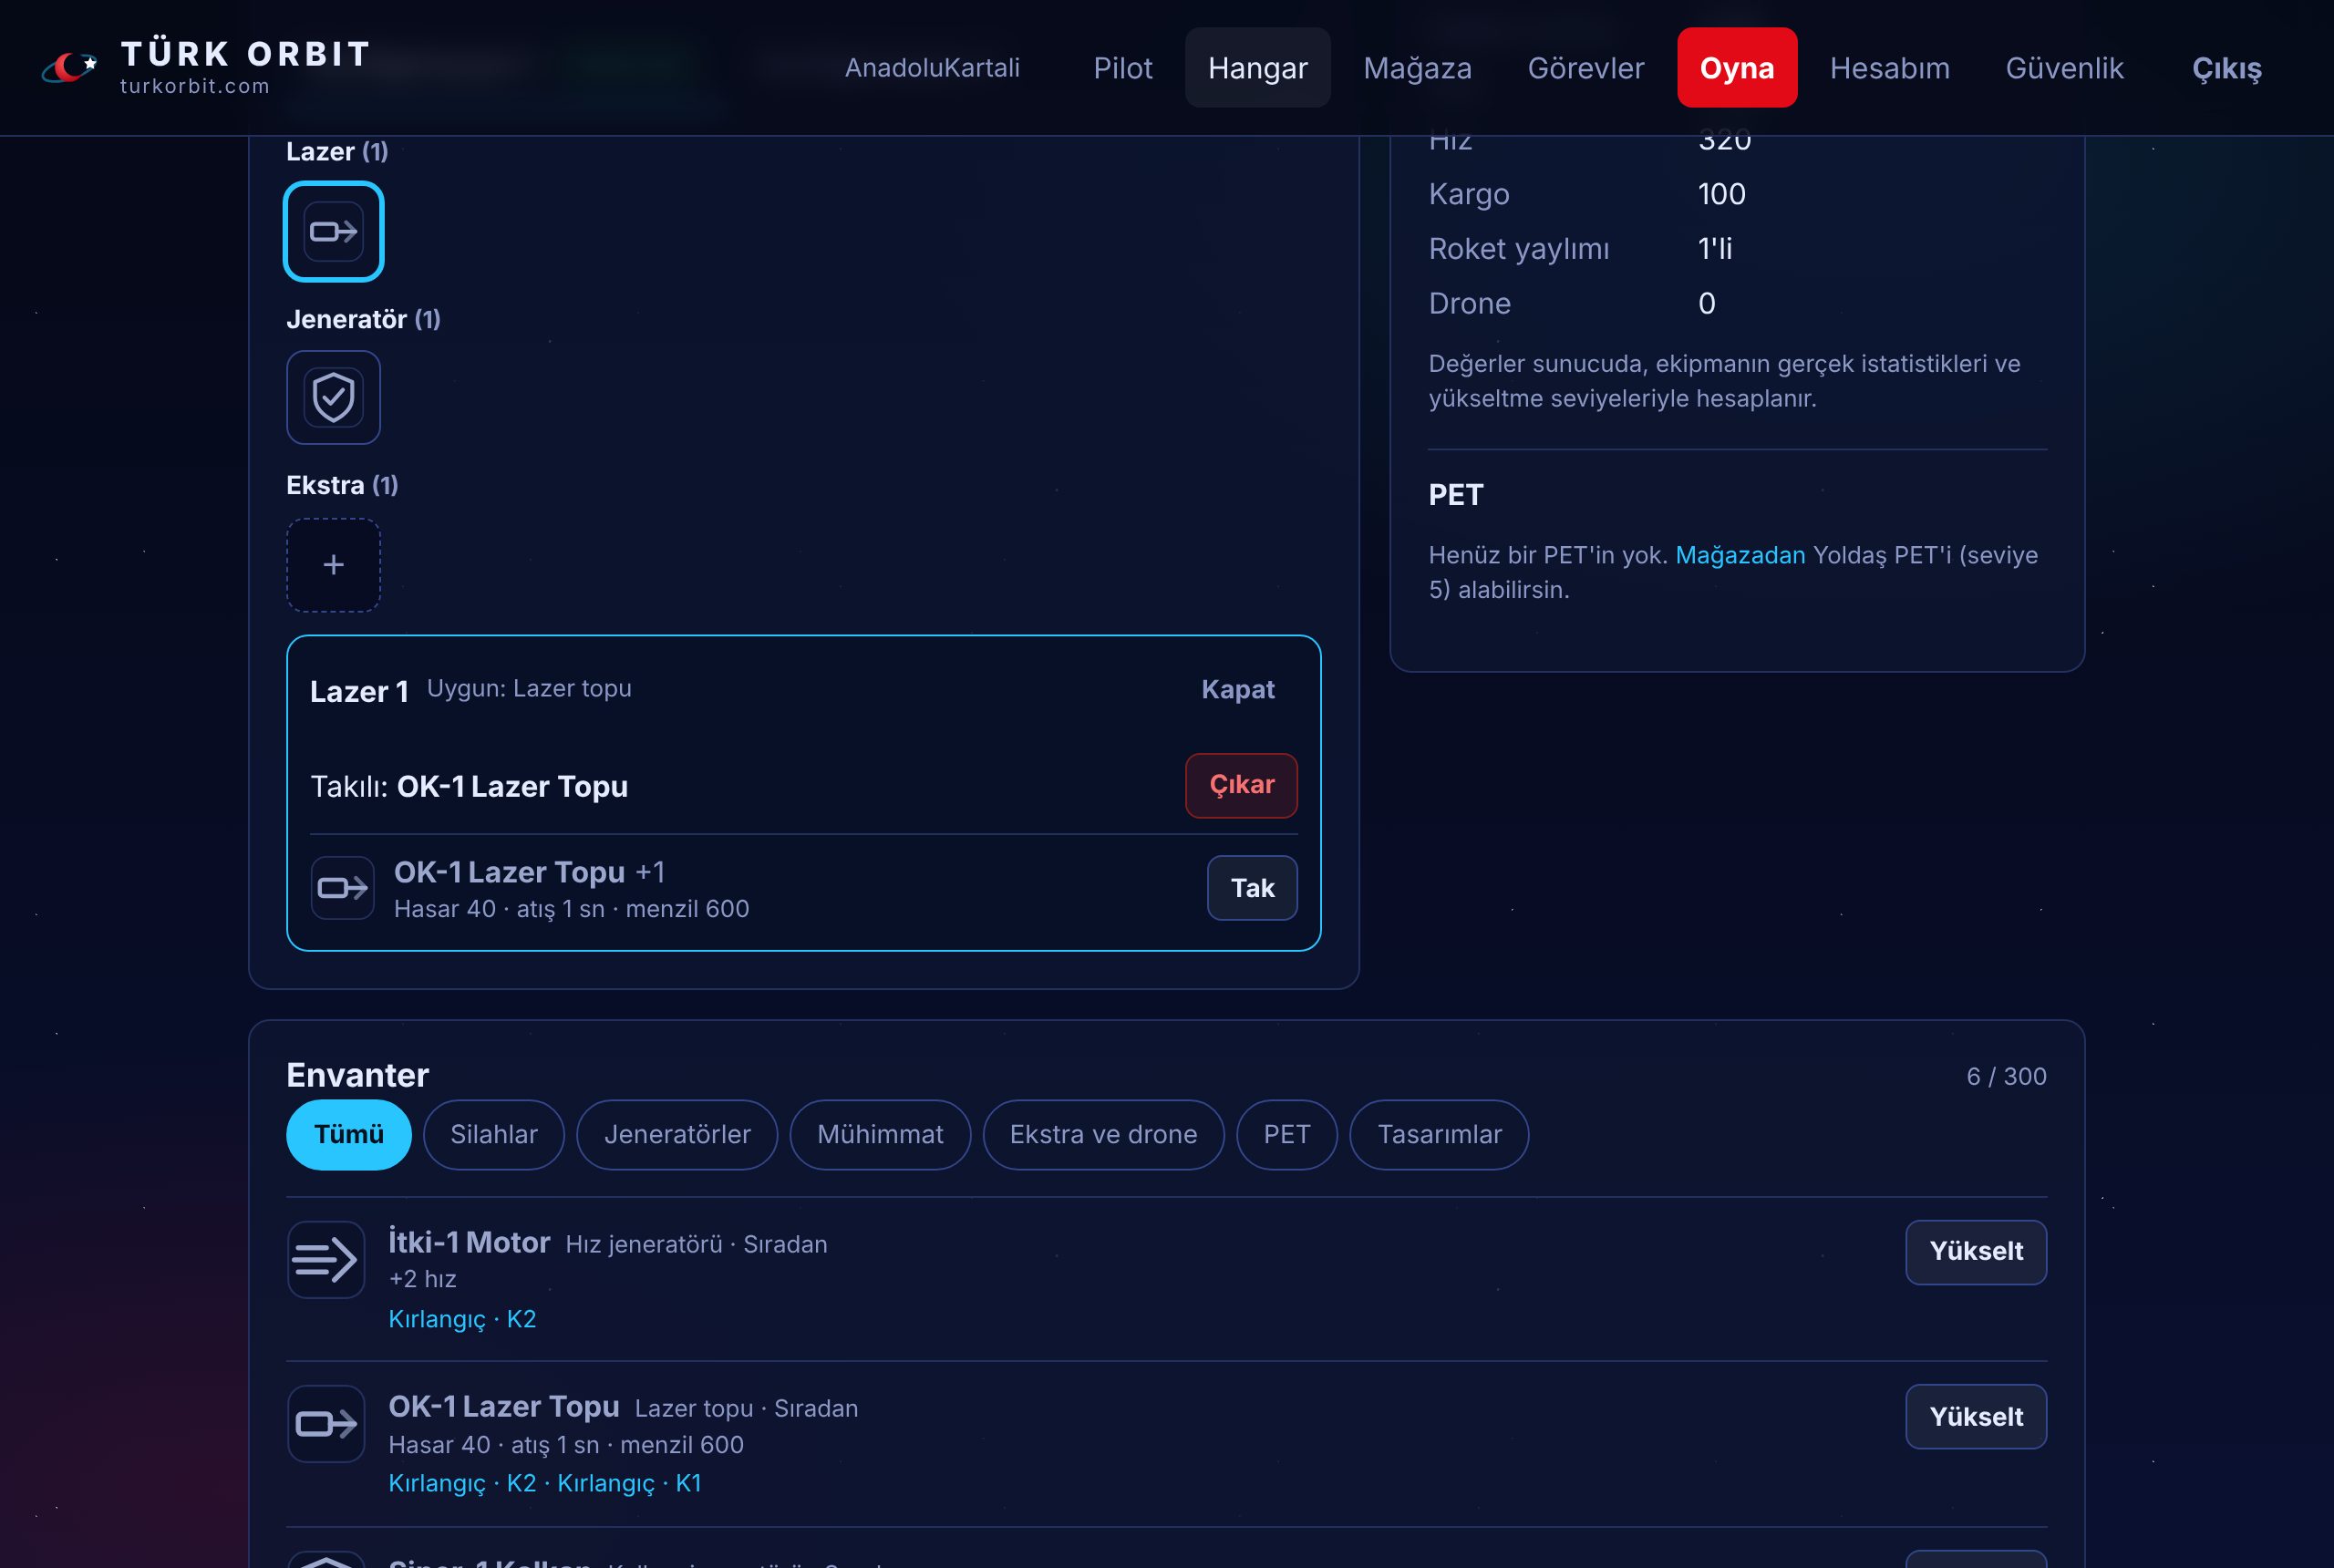 TÜRK ORBIT
turkorbit.com
AnadoluKartali
Pilot
Hangar
Mağaza
Görevler
Oyna
Hesabım
Güvenlik
Çıkış
Lazer (1)
Jeneratör (1)
Ekstra (1)
+
Lazer 1 Uygun: Lazer topu
Kapat
Takılı: OK-1 Lazer Topu
Çıkar
OK-1 Lazer Topu +1
Hasar 40 · atış 1 sn · menzil 600
Tak
Hız 320
Kargo 100
Roket yaylımı 1'li
Drone 0
Değerler sunucuda, ekipmanın gerçek istatistikleri ve
yükseltme seviyeleriyle hesaplanır.
PET
Henüz bir PET'in yok. Mağazadan Yoldaş PET'i (seviye
5) alabilirsin.
Envanter
6 / 300
Tümü
Silahlar
Jeneratörler
Mühimmat
Ekstra ve drone
PET
Tasarımlar
İtki-1 Motor Hız jeneratörü · Sıradan
+2 hız
Kırlangıç · K2
Yükselt
OK-1 Lazer Topu Lazer topu · Sıradan
Hasar 40 · atış 1 sn · menzil 600
Kırlangıç · K2 · Kırlangıç · K1
Yükselt